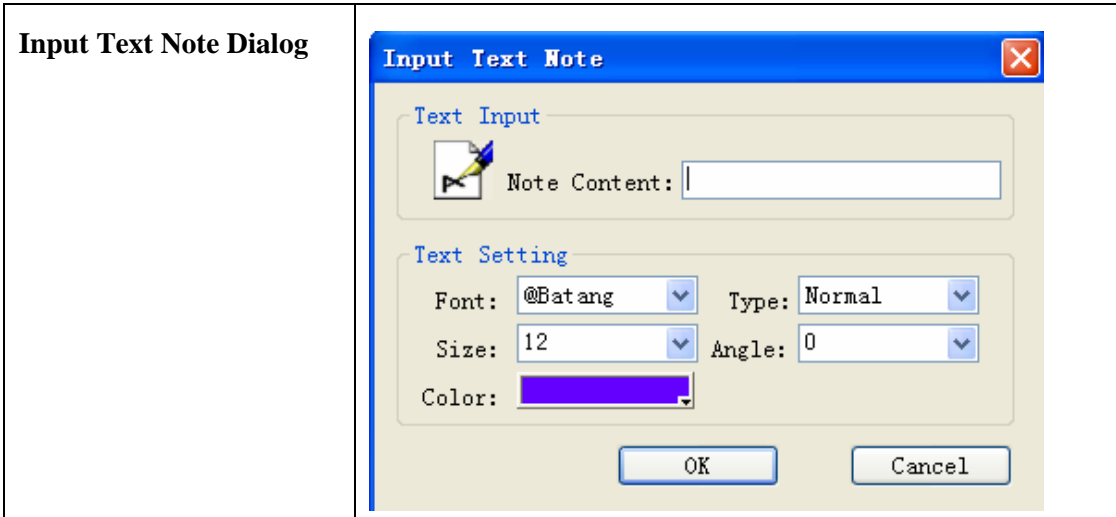 Input Text Note Dialog
Input Text Note
Text Input
Note Content:
Text Setting
Font: @Batang Type: Normal
Size: 12 Angle: 0
Color:
OK Cancel